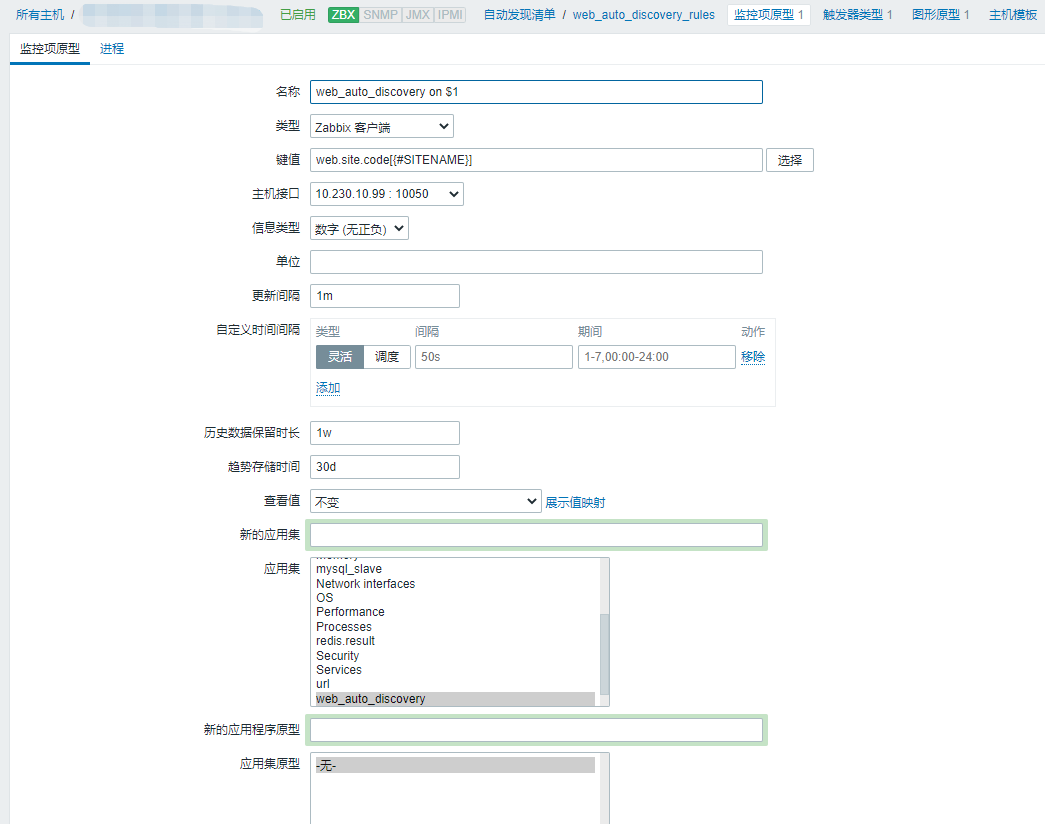 所有主机 / 已启用 ZBX SNMP JMX IPMI 自动发现清单 / web_auto_discovery_rules 监控项原型 1 触发器类型 1 图形原型 1 主机模板
监控项原型 进程
名称 web_auto_discovery on $1
类型 Zabbix 客户端
键值 web.site.code[{#SITENAME}] 选择
主机接口 10.230.10.99 : 10050
信息类型 数字 (无正负)
单位
更新间隔 1m
自定义时间间隔 类型 间隔 期间 动作
灵活 调度 50s 1-7,00:00-24:00 移除
添加
历史数据保留时长 1w
趋势存储时间 30d
查看值 不变 展示值映射
新的应用集
应用集
mysql_slave
Network interfaces
OS
Performance
Processes
redis.result
Security
Services
url
web_auto_discovery
新的应用程序原型
应用集原型 -无-